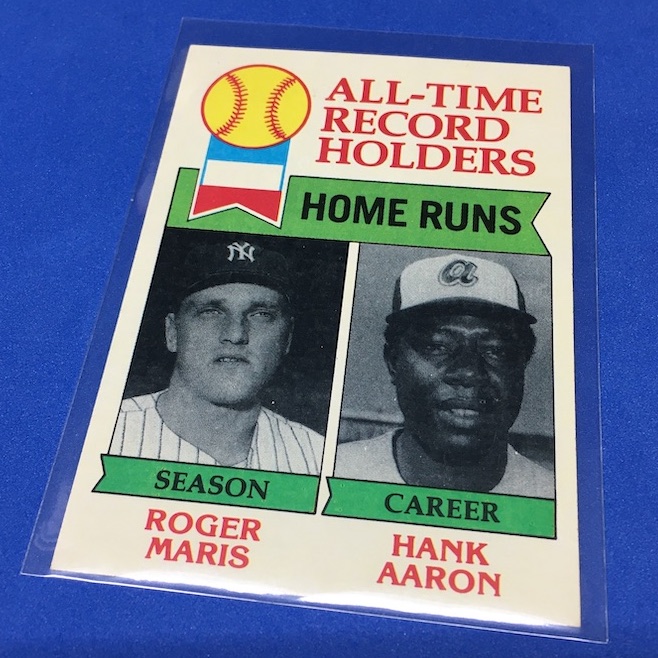 ALL-TIME
RECORD
HOLDERS
HOME RUNS
NY
a
SEASON
CAREER
ROGER
MARIS
HANK
AARON